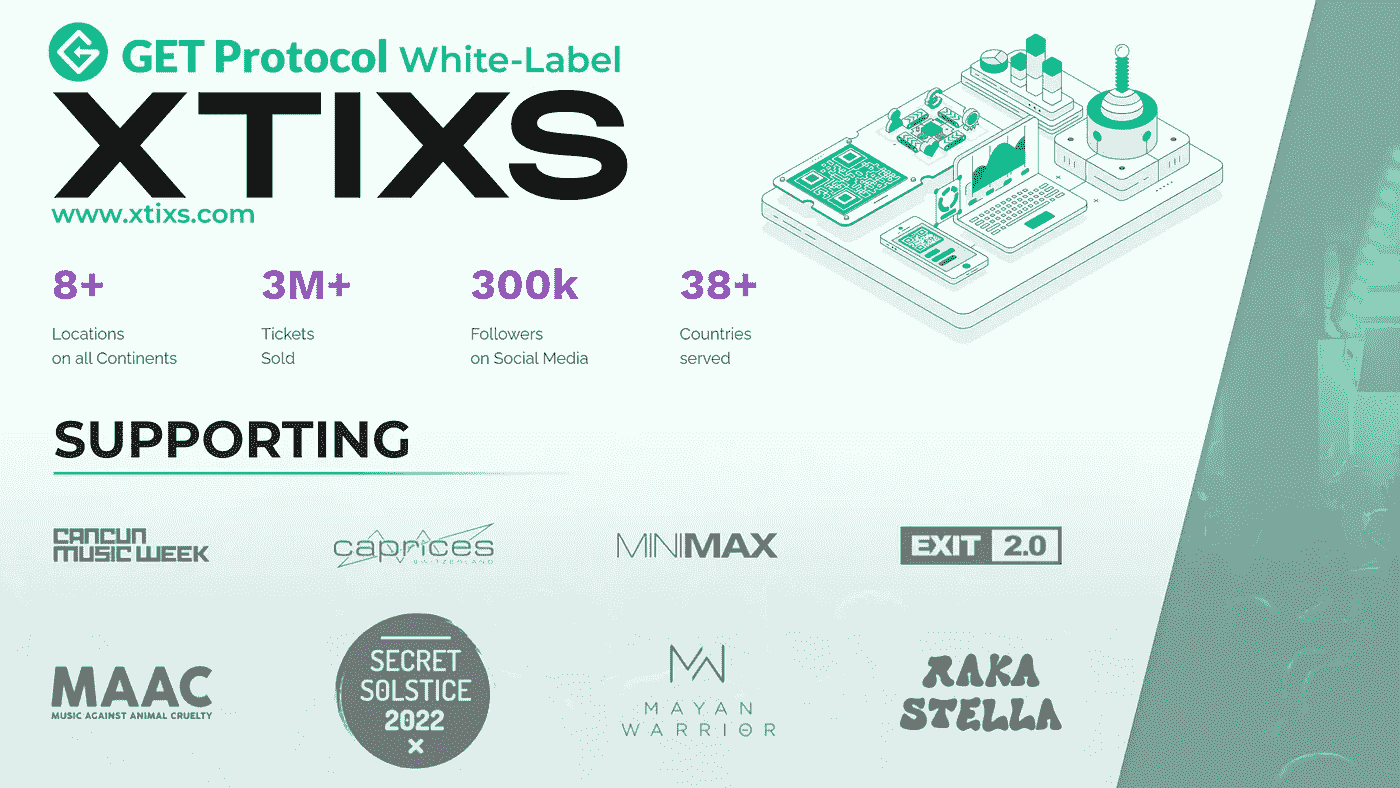 GET Protocol White-Label
XTIXS
www.xtixs.com
8+
Locations
on all Continents
3M+
Tickets
Sold
300k
Followers
on Social Media
38+
Countries
served
SUPPORTING
CANCUN
MUSIC WEEK
caprices
SWITZERLAND
MINIMAX
EXIT 2.0
MAAC
MUSIC AGAINST ANIMAL CRUELTY
SECRET
SOLSTICE
2022
X
MAYAN
WARRIOR
RAKA
STELLA